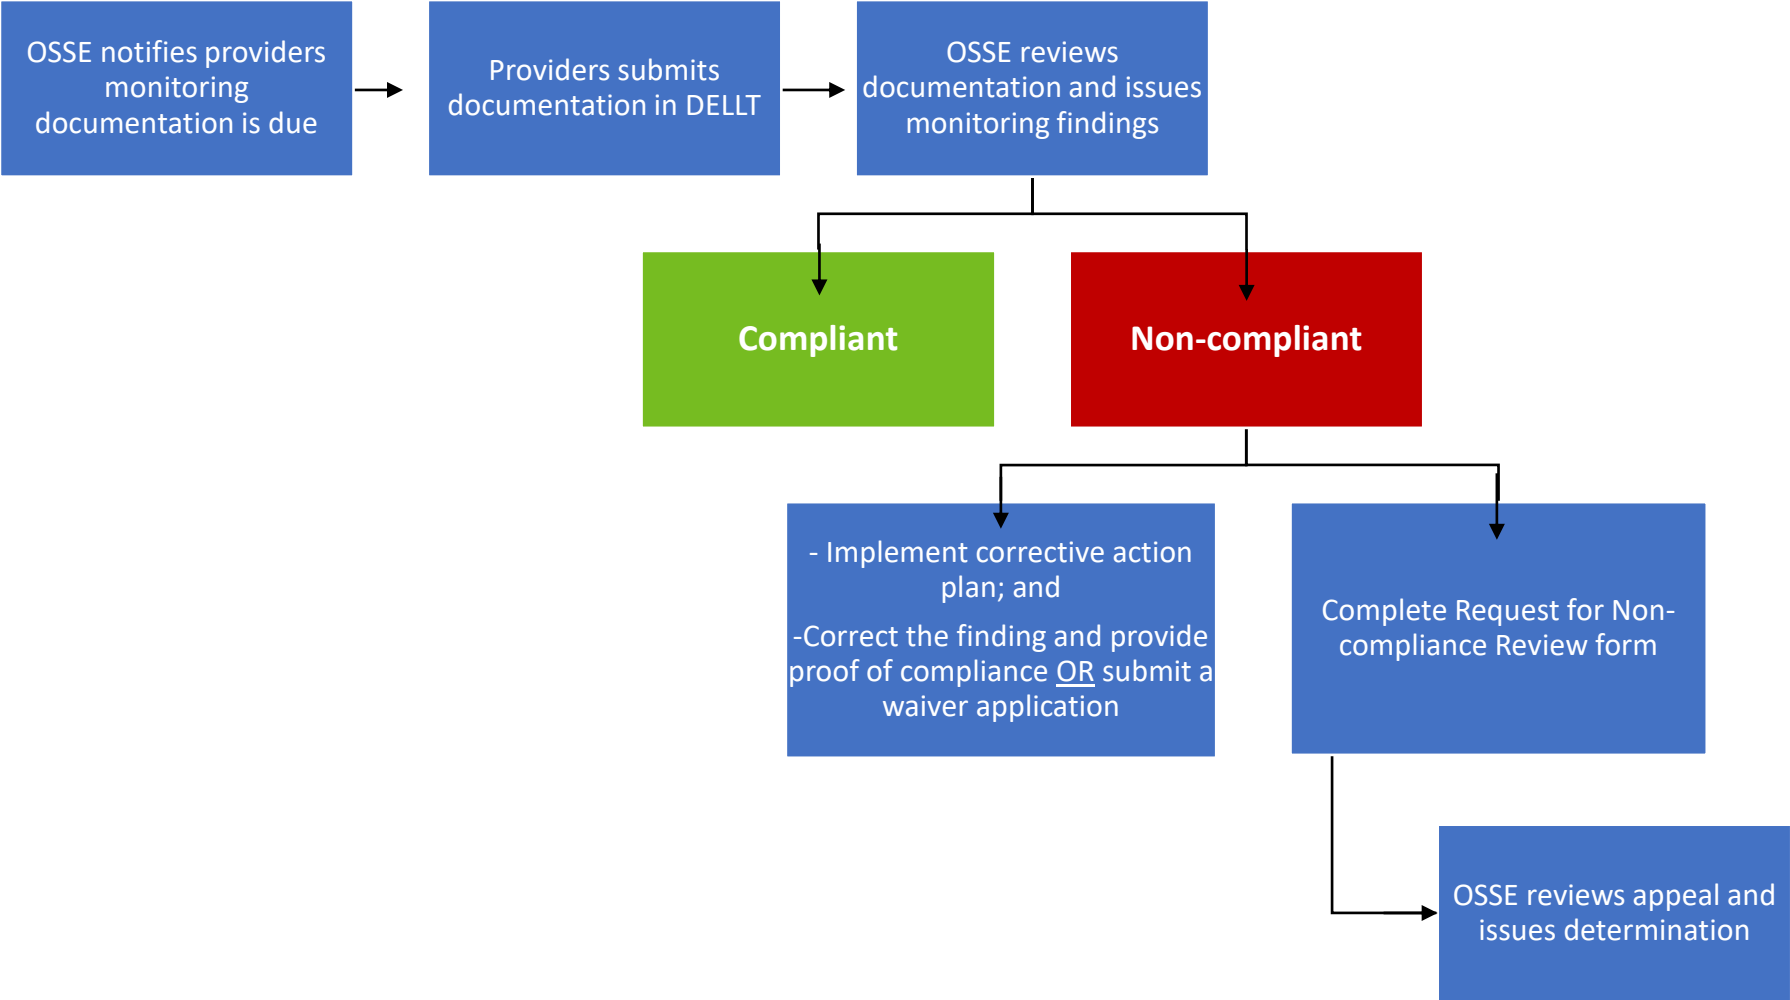 OSSE notifies providers
monitoring
documentation is due
Providers submits
documentation in DELLT
OSSE reviews
documentation and issues
monitoring findings
Compliant
Non-compliant
- Implement corrective action
plan; and
-Correct the finding and provide
proof of compliance OR submit a
waiver application
Complete Request for Non-
compliance Review form
OSSE reviews appeal and
issues determination